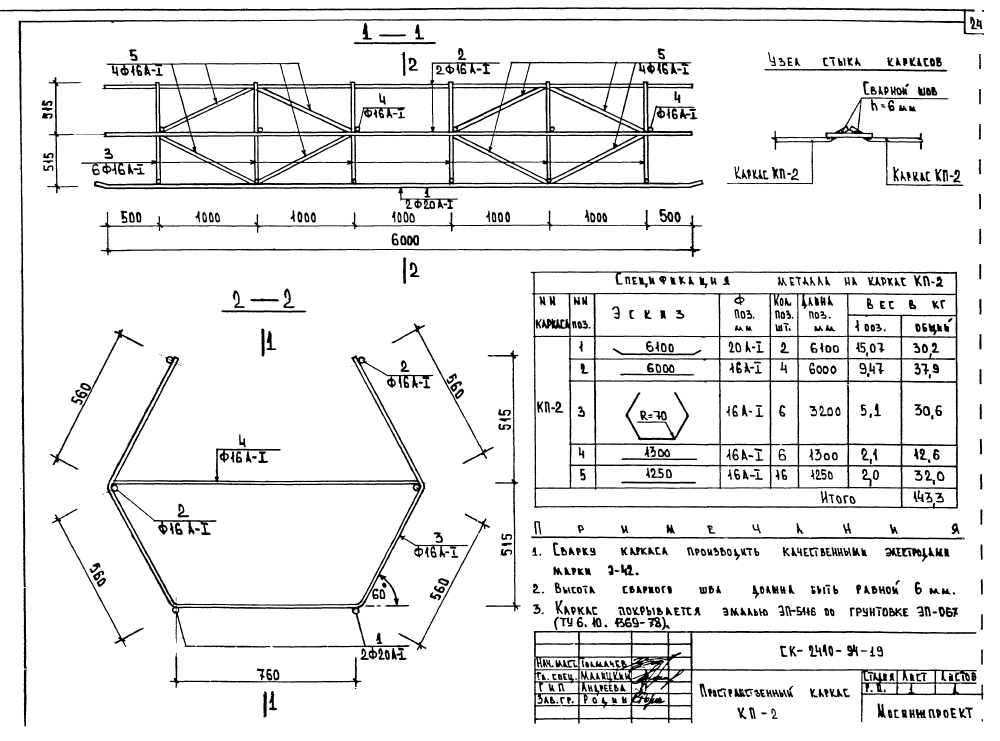 24
1 — 1
5
4Ф16А-I
2
2
2Ф16А-I
5
4Ф16А-I
4
Ф16А-I
4
Ф16А-I
515
515
3
6Ф16А-I
1
2Ф20А-I
500 1000 1000 1000 1000 1000 500
6000
2
Узел стыка каркасов
Сварной шов
h=6 мм
Каркас КП-2
Каркас КП-2
2 — 2
1
560
2
Ф16А-I
560
515
4
Ф16А-I
2
Ф16А-I
3
Ф16А-I
515
560
560
60°
1
2Ф20А-I
760
1
Спецификация металла на каркас КП-2
NN каркаса NN поз. Эскиз Ф поз. мм Кол. поз. шт. Длина поз. мм Вес в кг
1 поз. общий
1 6100 20А-I 2 6100 15,07 30,2
2 6000 16А-I 4 6000 9,47 37,9
КП-2 3 R=70 16А-I 6 3200 5,1 30,6
4 1300 16А-I 6 1300 2,1 12,6
5 1250 16А-I 16 1250 2,0 32,0
Итого 143,3
Примечания
1. Сварку каркаса производить качественными электродами
марки Э-42.
2. Высота сварного шва должна быть равной 6 мм.
3. Каркас покрывается эмалью ЭП-5116 по грунтовке ЭП-057
(ТУ 6.10.1369-78).
СК-2410-94-19
Нач. маст. Толмачев
Гл. спец. Малицкий
ГИП Андреева
Зав. гр. Родин
Пространственный каркас
КП-2
Стадия Лист Листов
Р.П. 1 1
Мосинжпроект